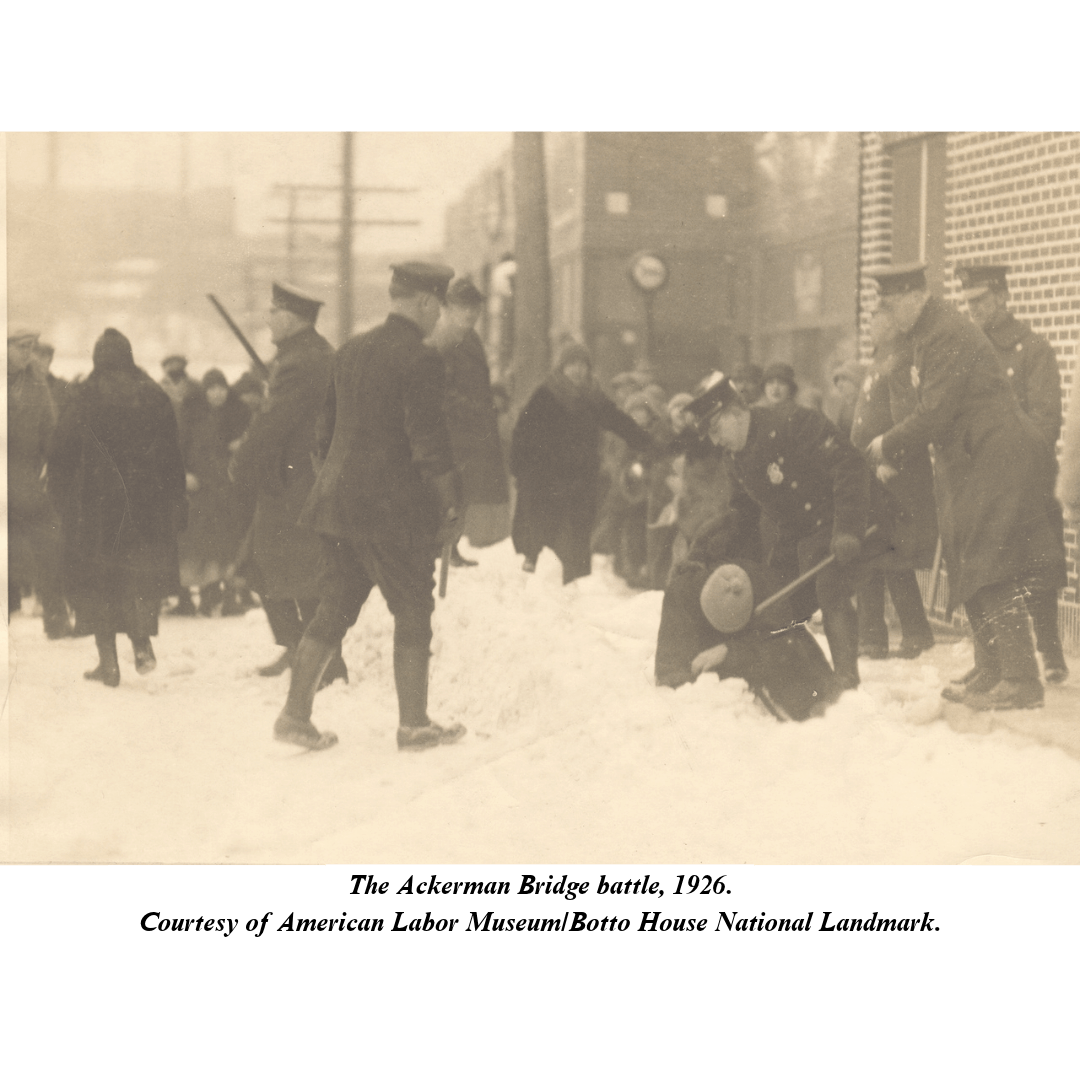 The Ackerman Bridge battle, 1926.
Courtesy of American Labor Museum/Botto House National Landmark.